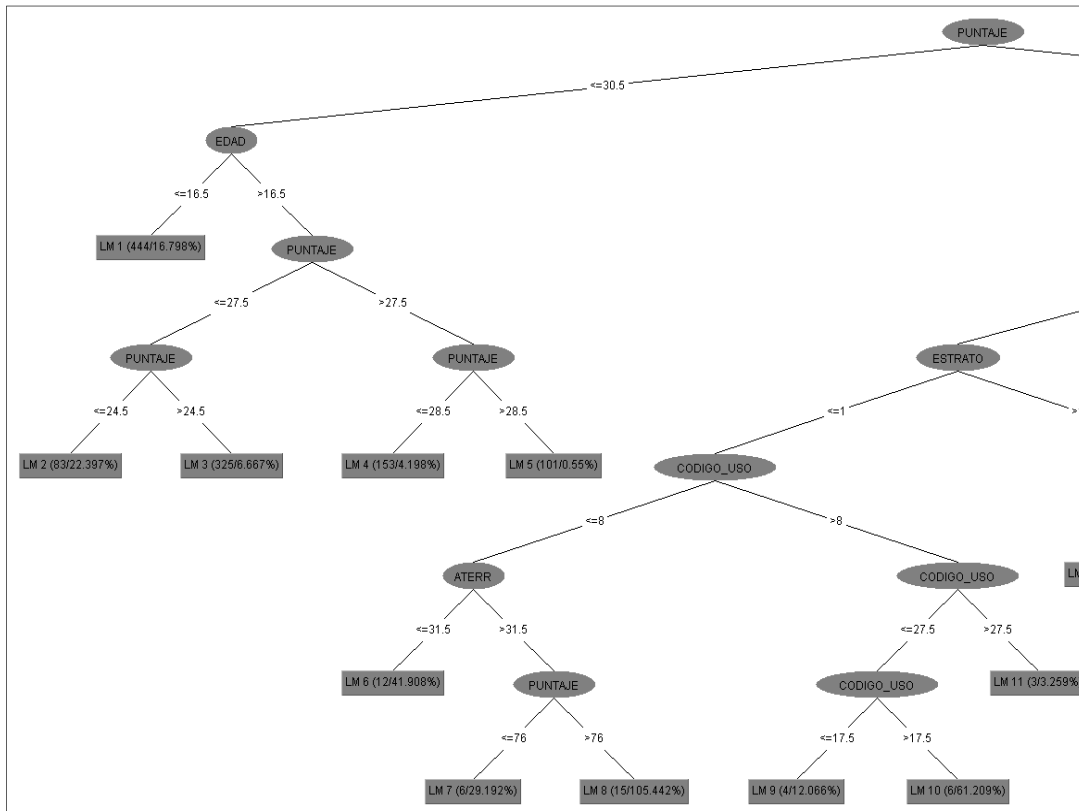 PUNTAJE
<=30.5
EDAD
<=16.5 >16.5
LM 1 (444/16.798%) PUNTAJE
<=27.5 >27.5
PUNTAJE PUNTAJE ESTRATO
<=24.5 >24.5 <=28.5 >28.5 <=1 >
LM 2 (83/22.397%) LM 3 (325/6.667%) LM 4 (153/4.198%) LM 5 (101/0.55%) CODIGO_USO
<=8 >8
ATERR CODIGO_USO LM
<=31.5 >31.5 <=27.5 >27.5
LM 6 (12/41.908%) PUNTAJE CODIGO_USO LM 11 (3/3.259%
<=76 >76 <=17.5 >17.5
LM 7 (6/29.192%) LM 8 (15/105.442%) LM 9 (4/12.066%) LM 10 (6/61.209%)